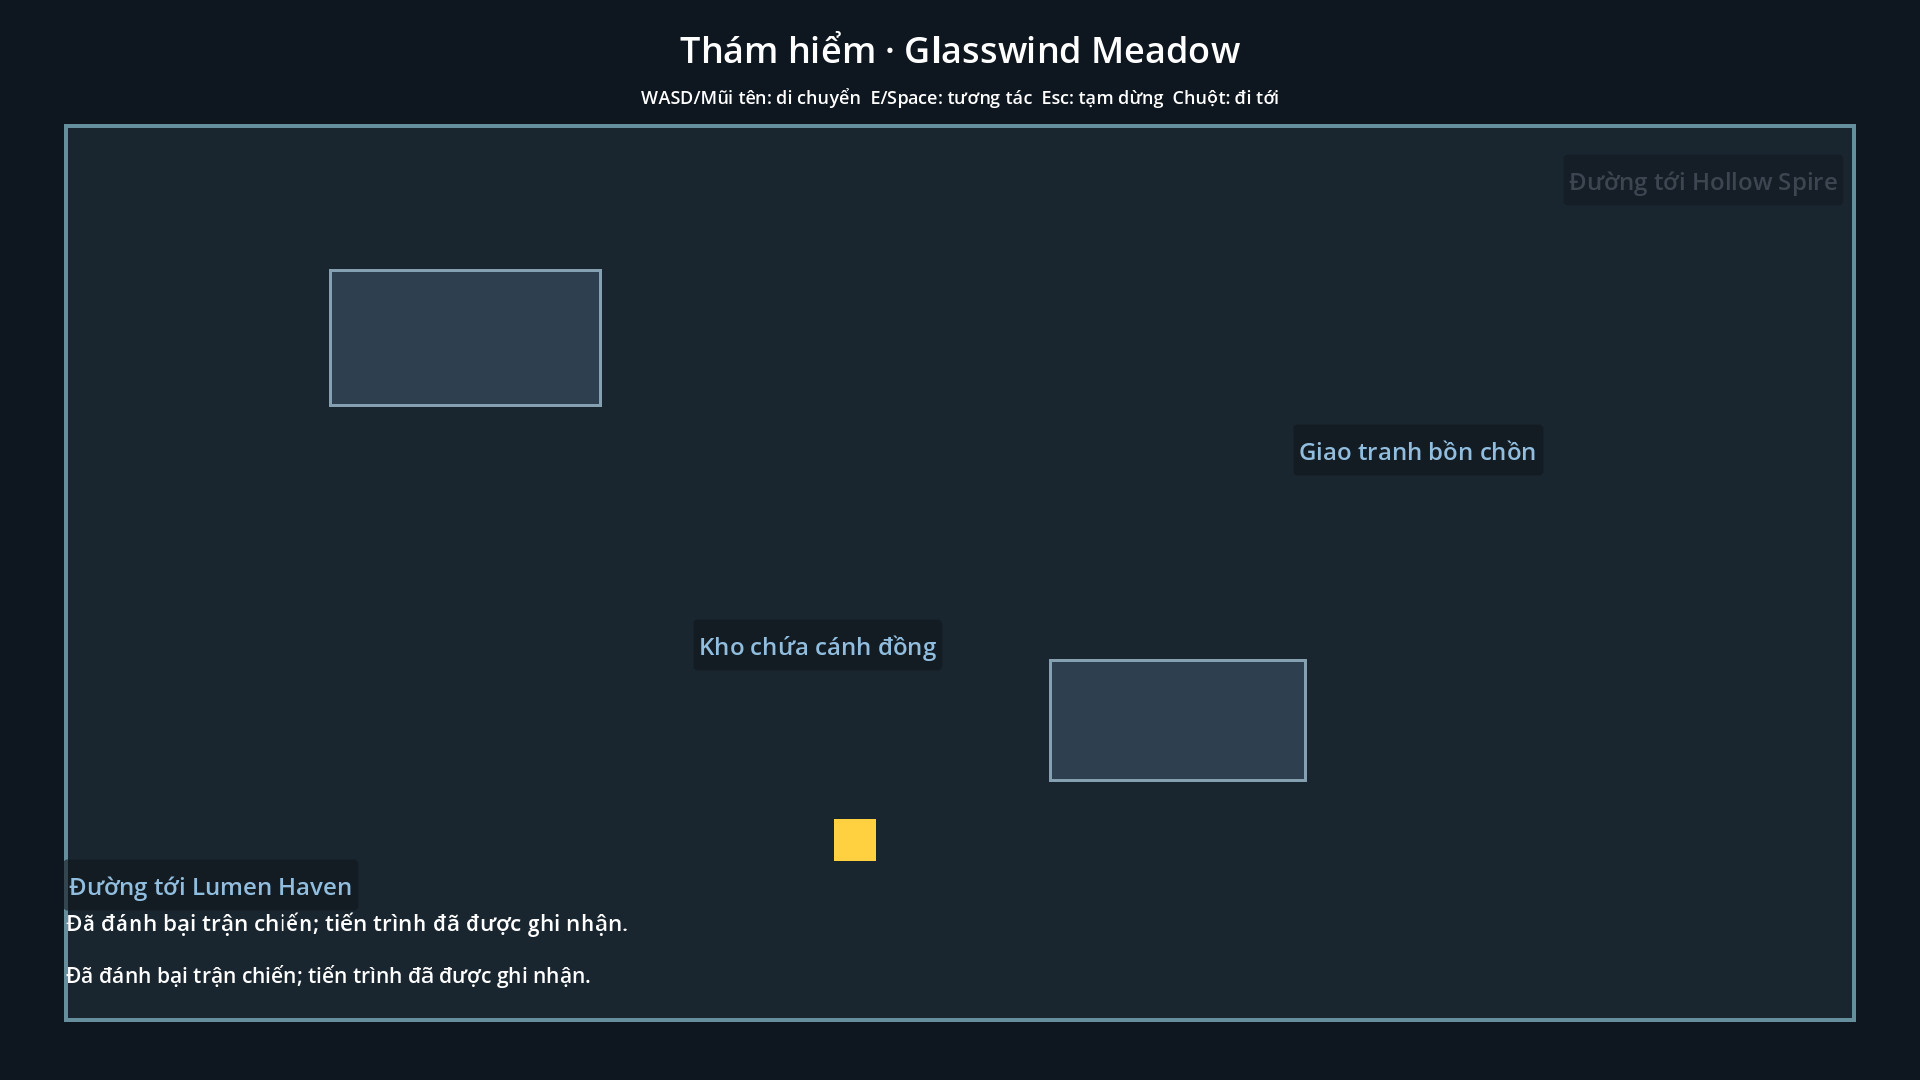 Thám hiểm · Glasswind Meadow
WASD/Mũi tên: di chuyển  E/Space: tương tác  Esc: tạm dừng  Chuột: đi tới
Đường tới Hollow Spire
Giao tranh bồn chồn
Kho chứa cánh đồng
Đường tới Lumen Haven
Đã đánh bại trận chiến; tiến trình đã được ghi nhận.
Đã đánh bại trận chiến; tiến trình đã được ghi nhận.